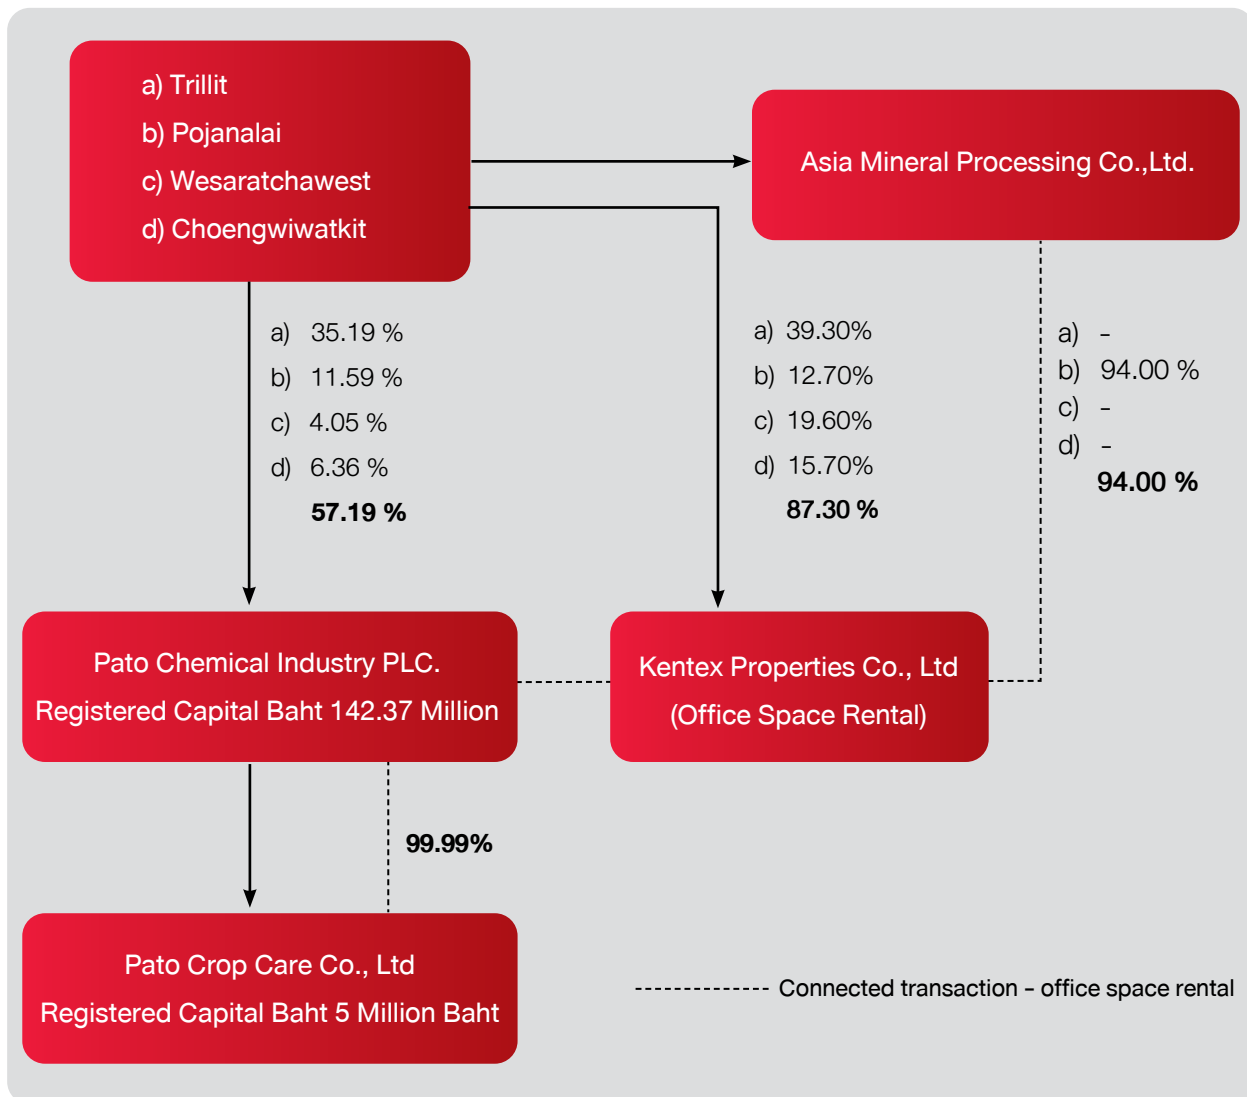 a) Trillit
b) Pojanalai
c) Wesaratchawest
d) Choengwiwatkit
Asia Mineral Processing Co.,Ltd.
a) 35.19 %
b) 11.59 %
c) 4.05 %
d) 6.36 %
57.19 %
a) 39.30%
b) 12.70%
c) 19.60%
d) 15.70%
87.30 %
a) -
b) 94.00 %
c) -
d) -
94.00 %
Pato Chemical Industry PLC.
Registered Capital Baht 142.37 Million
Kentex Properties Co., Ltd
(Office Space Rental)
99.99%
Pato Crop Care Co., Ltd
Registered Capital Baht 5 Million Baht
Connected transaction - office space rental